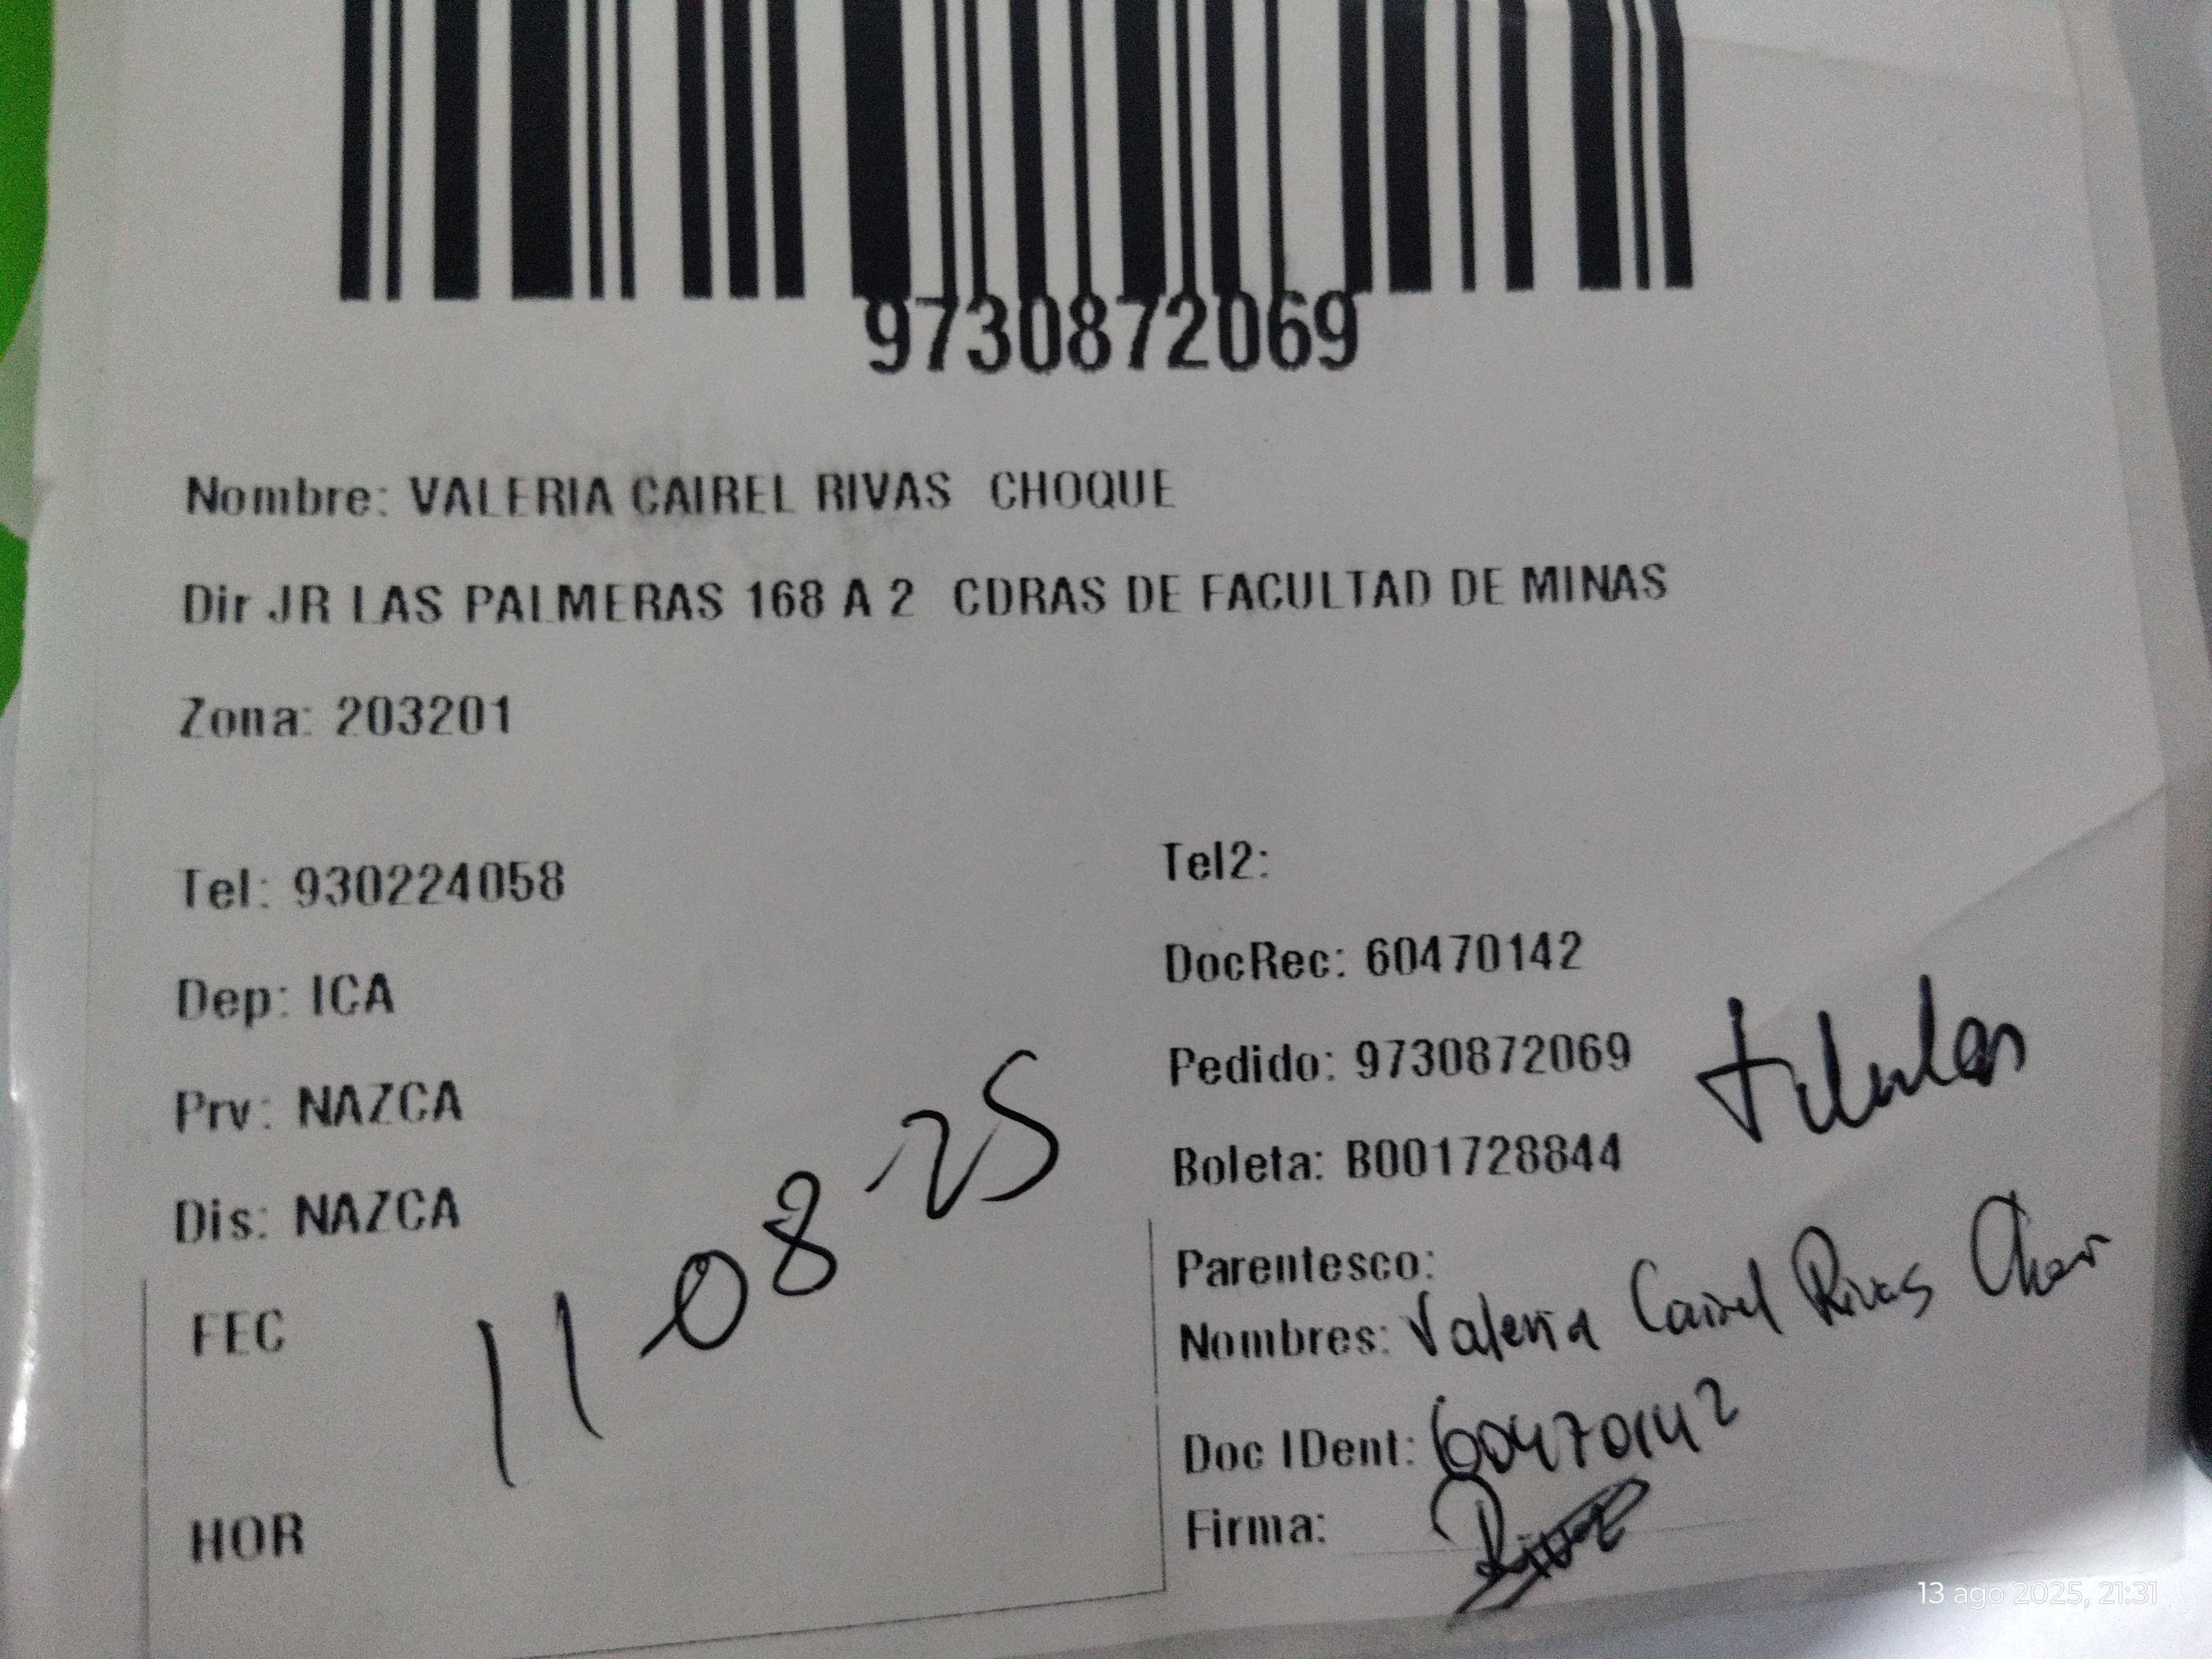 9730872069
Nombre: VALERIA CAIREL RIVAS CHOQUE
Dir JR LAS PALMERAS 168 A 2 CDRAS DE FACULTAD DE MINAS
Zona: 203201
Tel: 930224058
Tel2:
Dep: ICA
DocRec: 60470142
Prv: NAZCA
Pedido: 9730872069
Dis: NAZCA
Boleta: B001728844
Parentesco:
FEC 11 08 25
Nombres: Valeria Cairel Rivas
Doc IDent: 60470142
HOR
Firma: Rivas
13 ago 2025, 21:31